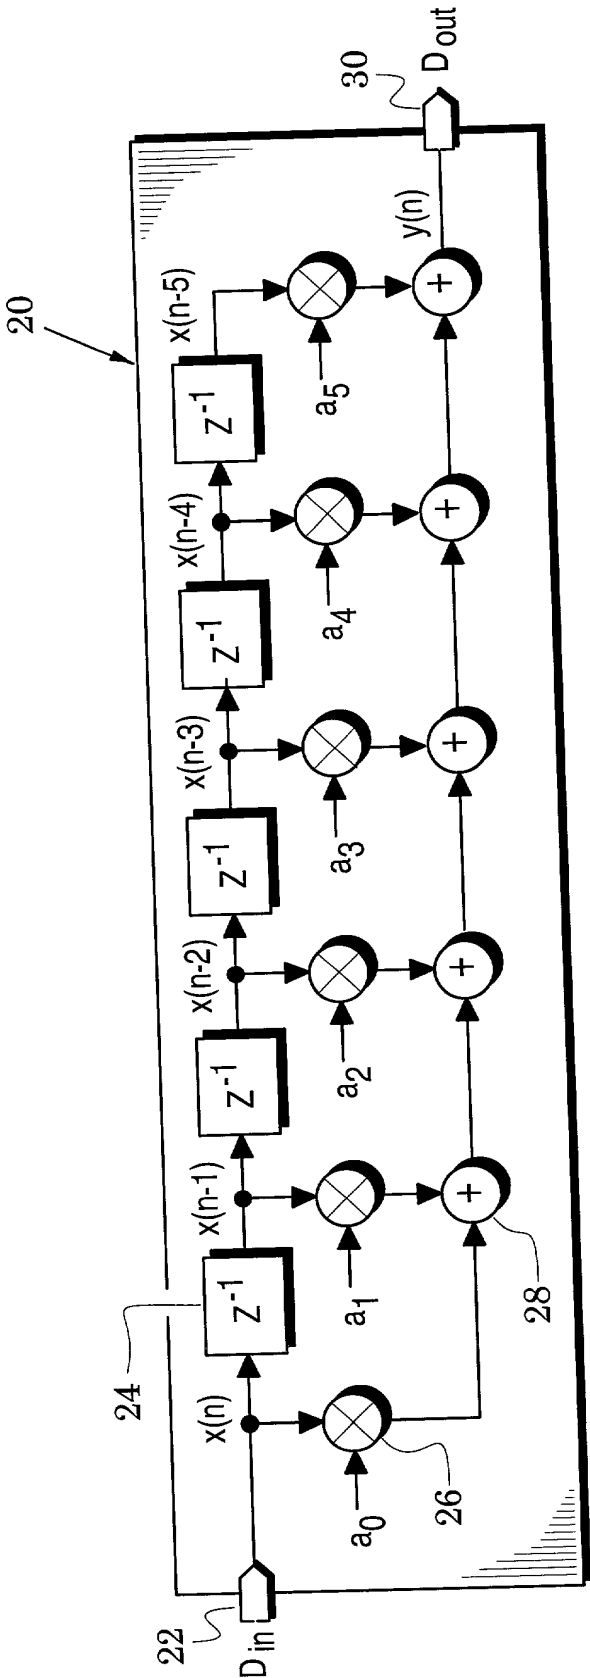 20
22
D_in
x(n)
24
z^-1
x(n-1)
z^-1
x(n-2)
z^-1
x(n-3)
z^-1
x(n-4)
z^-1
x(n-5)
a_0
26
a_1
a_2
a_3
a_4
a_5
28
y(n)
30
D_out